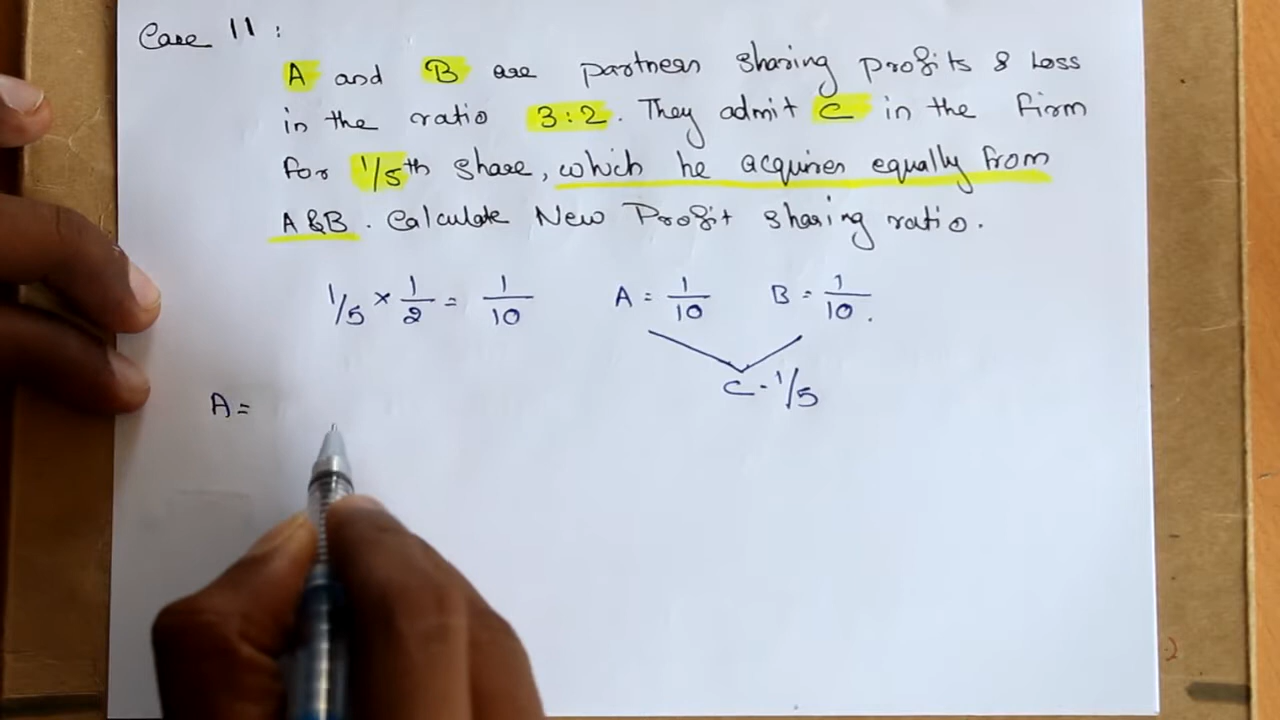 Case 11 :
A and B are partners sharing profits & Loss
in the ratio 3:2. They admit C in the firm
for 1/5th share, which he acquires equally from
A & B. Calculate New Profit sharing ratio.
1/5 × 1/2 = 1/10 A = 1/10 B = 1/10.
C - 1/5
A =